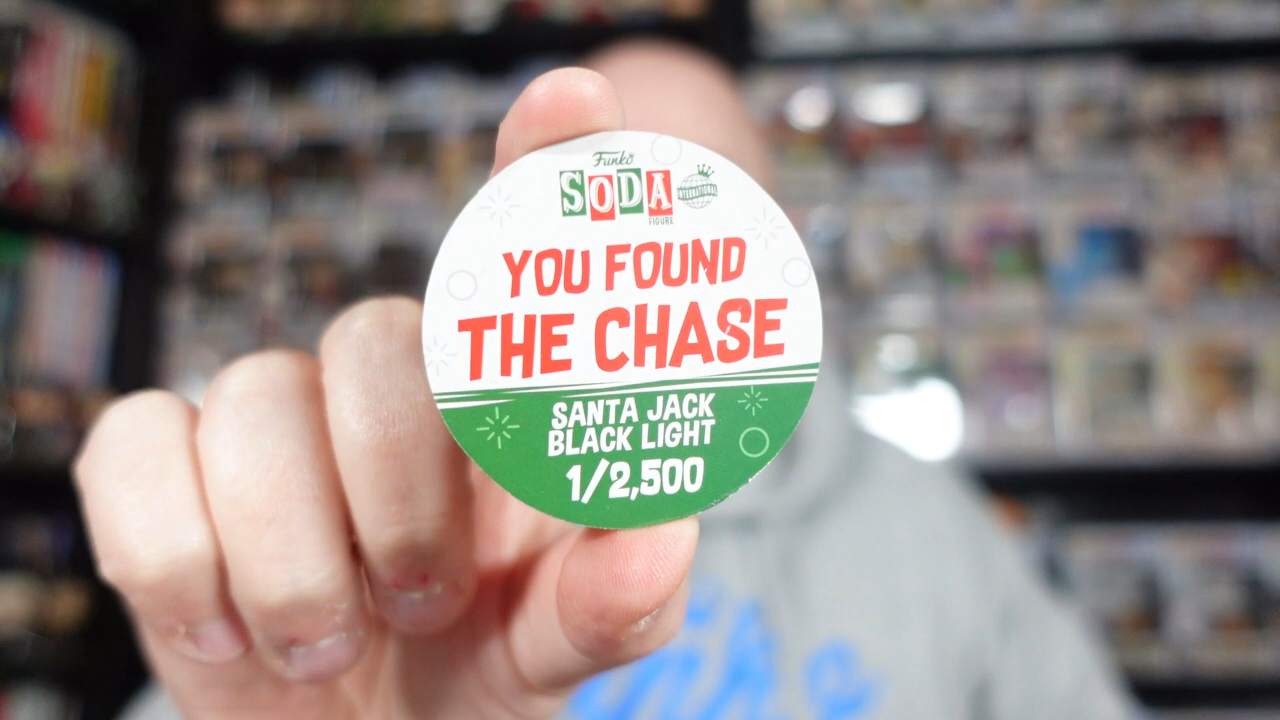 Funko
SODA
INTERNATIONAL
FIGURE
YOU FOUND
THE CHASE
SANTA JACK
BLACK LIGHT
1/2,500